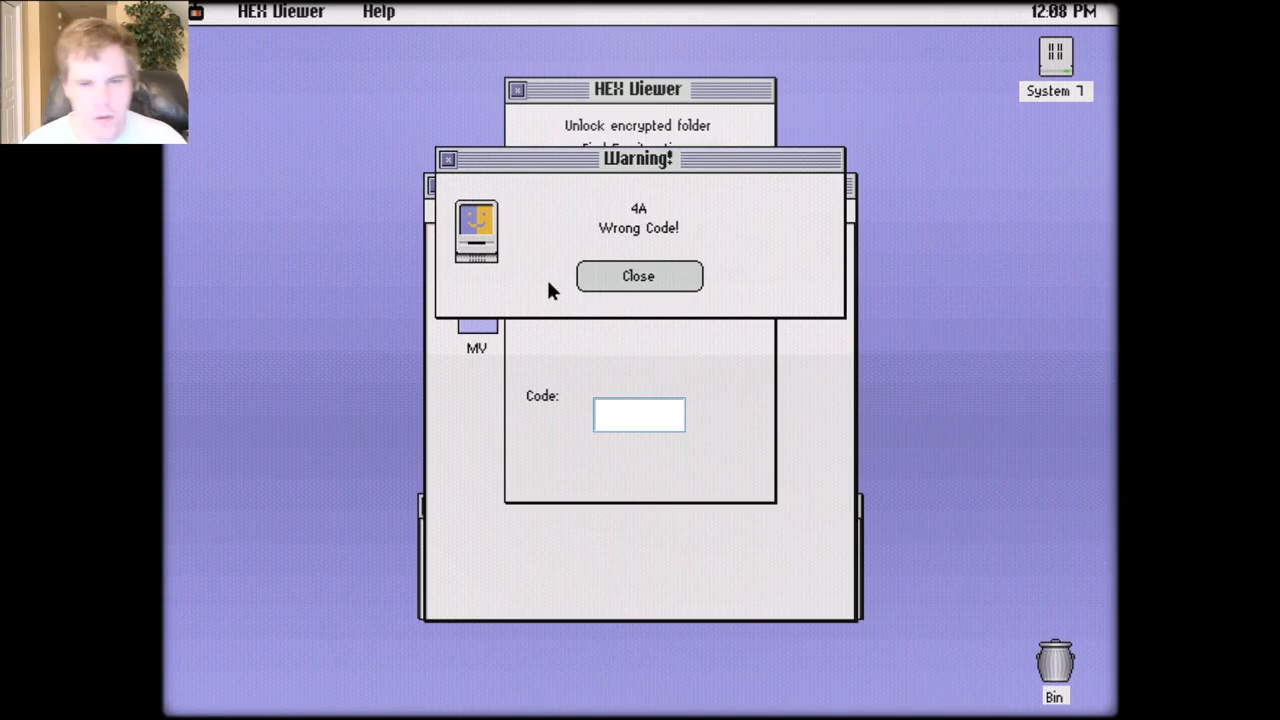 HEX Viewer Help 12:08 PM
System 7
HEX Viewer
Unlock encrypted folder
Warning!
4A
Wrong Code!
Close
MV
Code:
Bin